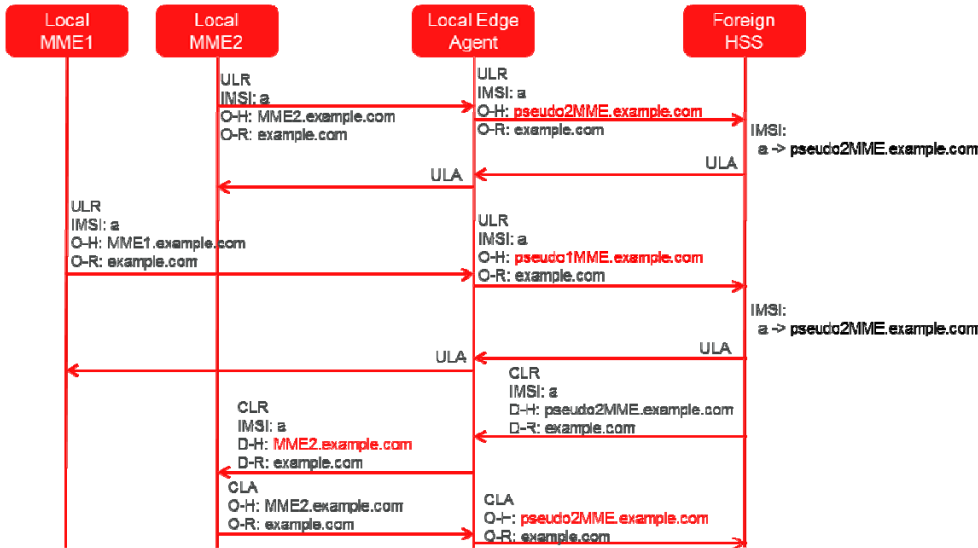 Local
MME1
Local
MME2
Local Edge
Agent
Foreign
HSS
ULR
IMSI: a
O-H: MME2.example.com
O-R: example.com
ULR
IMSI: a
O-H: pseudo2MME.example.com
O-R: example.com
IMSI:
a -> pseudo2MME.example.com
ULA
ULA
ULR
IMSI: a
O-H: MME1.example.com
O-R: example.com
ULR
IMSI: a
O-H: pseudo1MME.example.com
O-R: example.com
IMSI:
a -> pseudo2MME.example.com
ULA
ULA
CLR
IMSI: a
D-H: pseudo2MME.example.com
D-R: example.com
CLR
IMSI: a
D-H: MME2.example.com
D-R: example.com
CLA
O-H: MME2.example.com
O-R: example.com
CLA
O-H: pseudo2MME.example.com
O-R: example.com